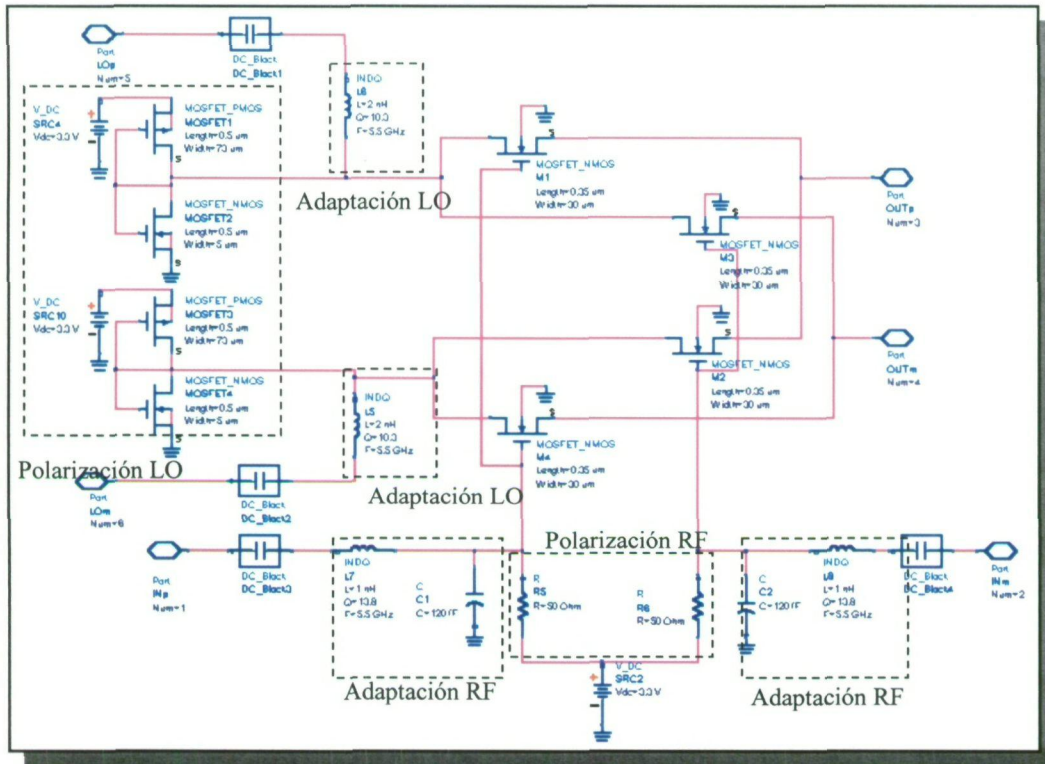 Port
LOp
Num=5
DC_Block
DC_Block1
INDQ
L6
L=2 nH
Q=10.3
F=5.5 GHz
Adaptación LO
V_DC
SRC4
Vdc=3.3 V
MOSFET_PMOS
MOSFET1
Length=0.5 um
Width=73 um
MOSFET_NMOS
MOSFET2
Length=0.5 um
Width=5 um
S
S
V_DC
SRC10
Vdc=3.3 V
MOSFET_PMOS
MOSFET3
Length=0.5 um
Width=73 um
MOSFET_NMOS
MOSFET4
Length=0.5 um
Width=5 um
S
S
Polarización LO
MOSFET_NMOS
M1
Length=0.35 um
Width=30 um
S
MOSFET_NMOS
M3
Length=0.35 um
Width=30 um
S
MOSFET_NMOS
M2
Length=0.35 um
Width=30 um
S
MOSFET_NMOS
M4
Length=0.35 um
Width=30 um
S
Port
OUTp
Num=3
Port
OUTm
Num=4
INDQ
L5
L=2 nH
Q=10.3
F=5.5 GHz
Adaptación LO
Port
LOm
Num=6
DC_Block
DC_Block2
Port
INp
Num=1
DC_Block
DC_Block3
INDQ
L7
L=1 nH
Q=13.8
F=5.5 GHz
C
C1
C=120 fF
Adaptación RF
Polarización RF
R
R5
R=50 Ohm
R
R6
R=50 Ohm
V_DC
SRC2
Vdc=3.3 V
C
C2
C=120 fF
INDQ
L8
L=1 nH
Q=13.8
F=5.5 GHz
Adaptación RF
DC_Block
DC_Block4
Port
INm
Num=2